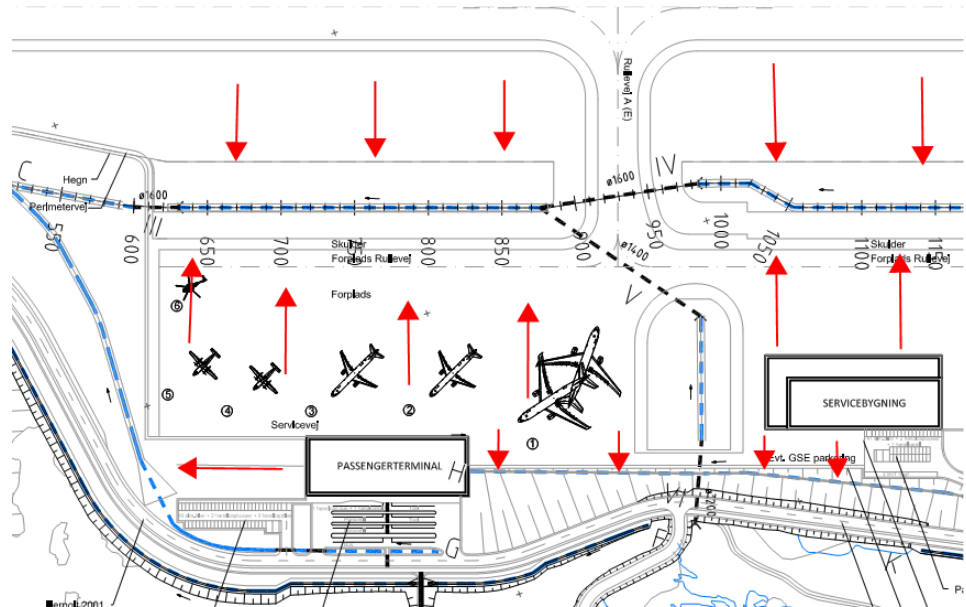 Rullevej A (E)
C
Hegn
Perimetervej
ø1600
III
IV
ø1600
550
600
650
700
750
800
850
900
950
1000
1050
1100
1150
Skulder
Forplads Rullevej
Skulder
Forplads Rullevej
ø1400
V
Forplads
6
5
4
3
2
1
Servicevej
SERVICEBYGNING
PASSENGERTERMINAL
H
Evt. GSE parkering
G